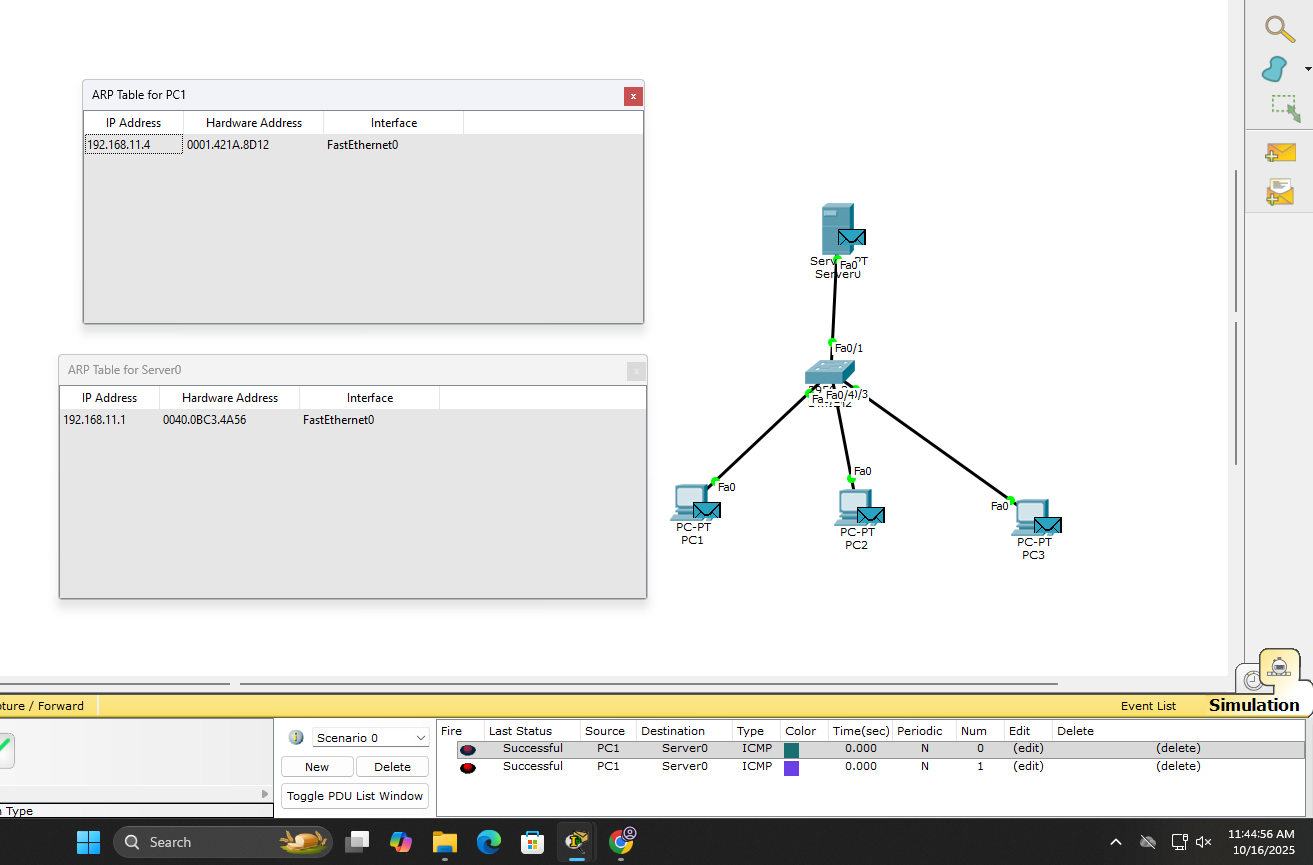 ARP Table for PC1
x
IP Address Hardware Address Interface
192.168.11.4 0001.421A.8D12 FastEthernet0
ARP Table for Server0
x
IP Address Hardware Address Interface
192.168.11.1 0040.0BC3.4A56 FastEthernet0
Fa0
Server0
Fa0/1
Fa0/4
Fa0
PC-PT
PC1
Fa0
PC-PT
PC2
Fa0
PC-PT
PC3
ture / Forward
Event List
Simulation
Scenario 0
New Delete
Toggle PDU List Window
Fire Last Status Source Destination Type Color Time(sec) Periodic Num Edit Delete
Successful PC1 Server0 ICMP 0.000 N 0 (edit) (delete)
Successful PC1 Server0 ICMP 0.000 N 1 (edit) (delete)
Type
Search
11:44:56 AM
10/16/2025